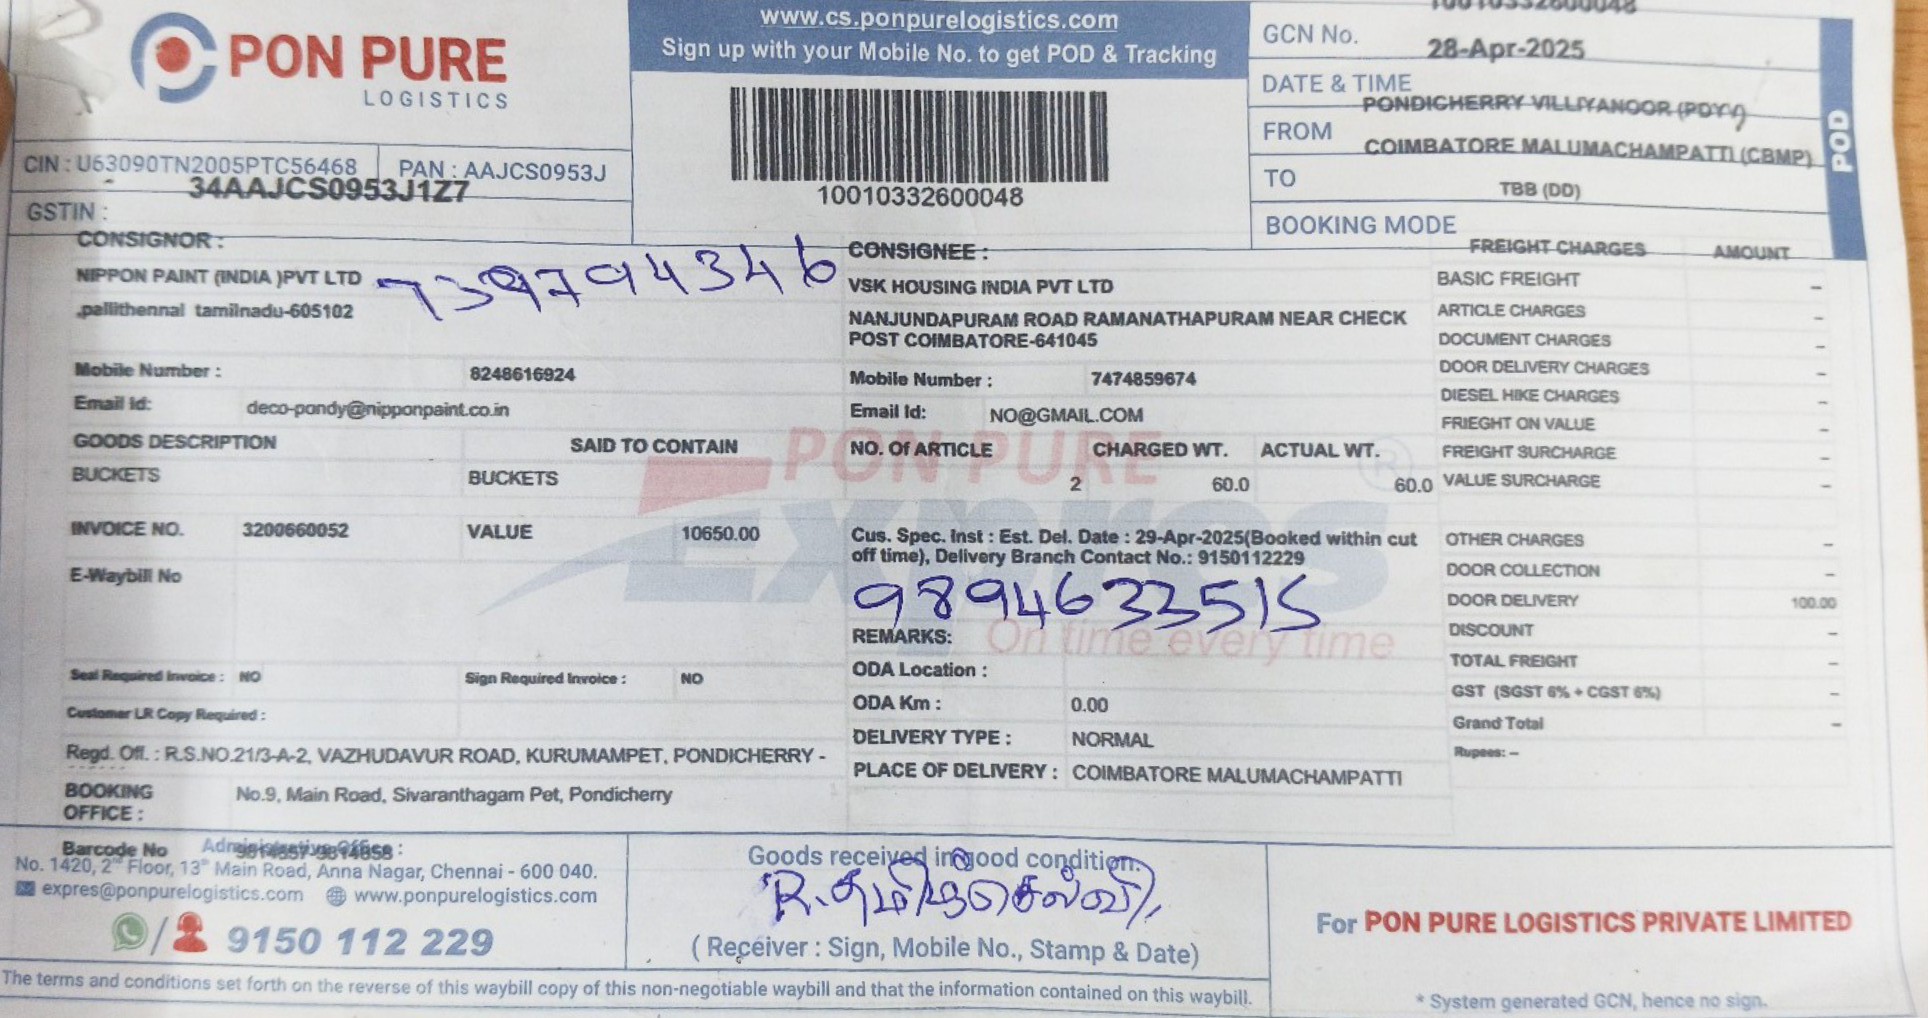 PON PURE
LOGISTICS
www.cs.ponpurelogistics.com
Sign up with your Mobile No. to get POD & Tracking
10010332600048
10010332600048
GCN No.
28-Apr-2025
DATE & TIME
PONDICHERRY VILLIYANOOR (PDYV)
FROM
COIMBATORE MALUMACHAMPATTI (CBMP)
TO
TBB (DD)
BOOKING MODE
POD
CIN : U63090TN2005PTC56468 PAN : AAJCS0953J
34AAJCS0953J1Z7
GSTIN :
CONSIGNOR :
NIPPON PAINT (INDIA )PVT LTD
,pallithennal tamilnadu-605102
739794346
Mobile Number : 8248616924
Email Id: deco-pondy@nipponpaint.co.in
CONSIGNEE :
VSK HOUSING INDIA PVT LTD
NANJUNDAPURAM ROAD RAMANATHAPURAM NEAR CHECK
POST COIMBATORE-641045
Mobile Number : 7474859674
Email Id: NO@GMAIL.COM
GOODS DESCRIPTION SAID TO CONTAIN NO. Of ARTICLE CHARGED WT. ACTUAL WT.
BUCKETS BUCKETS 2 60.0 60.0
PON PURE
Expres
On time every time
INVOICE NO. 3200660052 VALUE 10650.00
E-Waybill No
Cus. Spec. Inst : Est. Del. Date : 29-Apr-2025(Booked within cut
off time), Delivery Branch Contact No.: 9150112229
9894633515
REMARKS:
ODA Location :
ODA Km : 0.00
DELIVERY TYPE : NORMAL
PLACE OF DELIVERY : COIMBATORE MALUMACHAMPATTI
Seal Required Invoice : NO Sign Required Invoice : NO
Customer LR Copy Required :
Regd. Off. : R.S.NO.21/3-A-2, VAZHUDAVUR ROAD, KURUMAMPET, PONDICHERRY -
BOOKING
OFFICE : No.9, Main Road, Sivaranthagam Pet, Pondicherry
FREIGHT CHARGES AMOUNT
BASIC FREIGHT –
ARTICLE CHARGES –
DOCUMENT CHARGES –
DOOR DELIVERY CHARGES –
DIESEL HIKE CHARGES –
FRIEGHT ON VALUE –
FREIGHT SURCHARGE –
VALUE SURCHARGE –
OTHER CHARGES –
DOOR COLLECTION –
DOOR DELIVERY 100.00
DISCOUNT –
TOTAL FREIGHT –
GST (SGST 6% + CGST 6%) –
Grand Total –
Rupees: –
Barcode No Administrative Office :
No. 1420, 2nd Floor, 13th Main Road, Anna Nagar, Chennai - 600 040.
expres@ponpurelogistics.com www.ponpurelogistics.com
9150 112 229
Goods received in good condition.
R.தமிழ்செல்வி,
( Receiver : Sign, Mobile No., Stamp & Date)
For PON PURE LOGISTICS PRIVATE LIMITED
The terms and conditions set forth on the reverse of this waybill copy of this non-negotiable waybill and that the information contained on this waybill.
* System generated GCN, hence no sign.